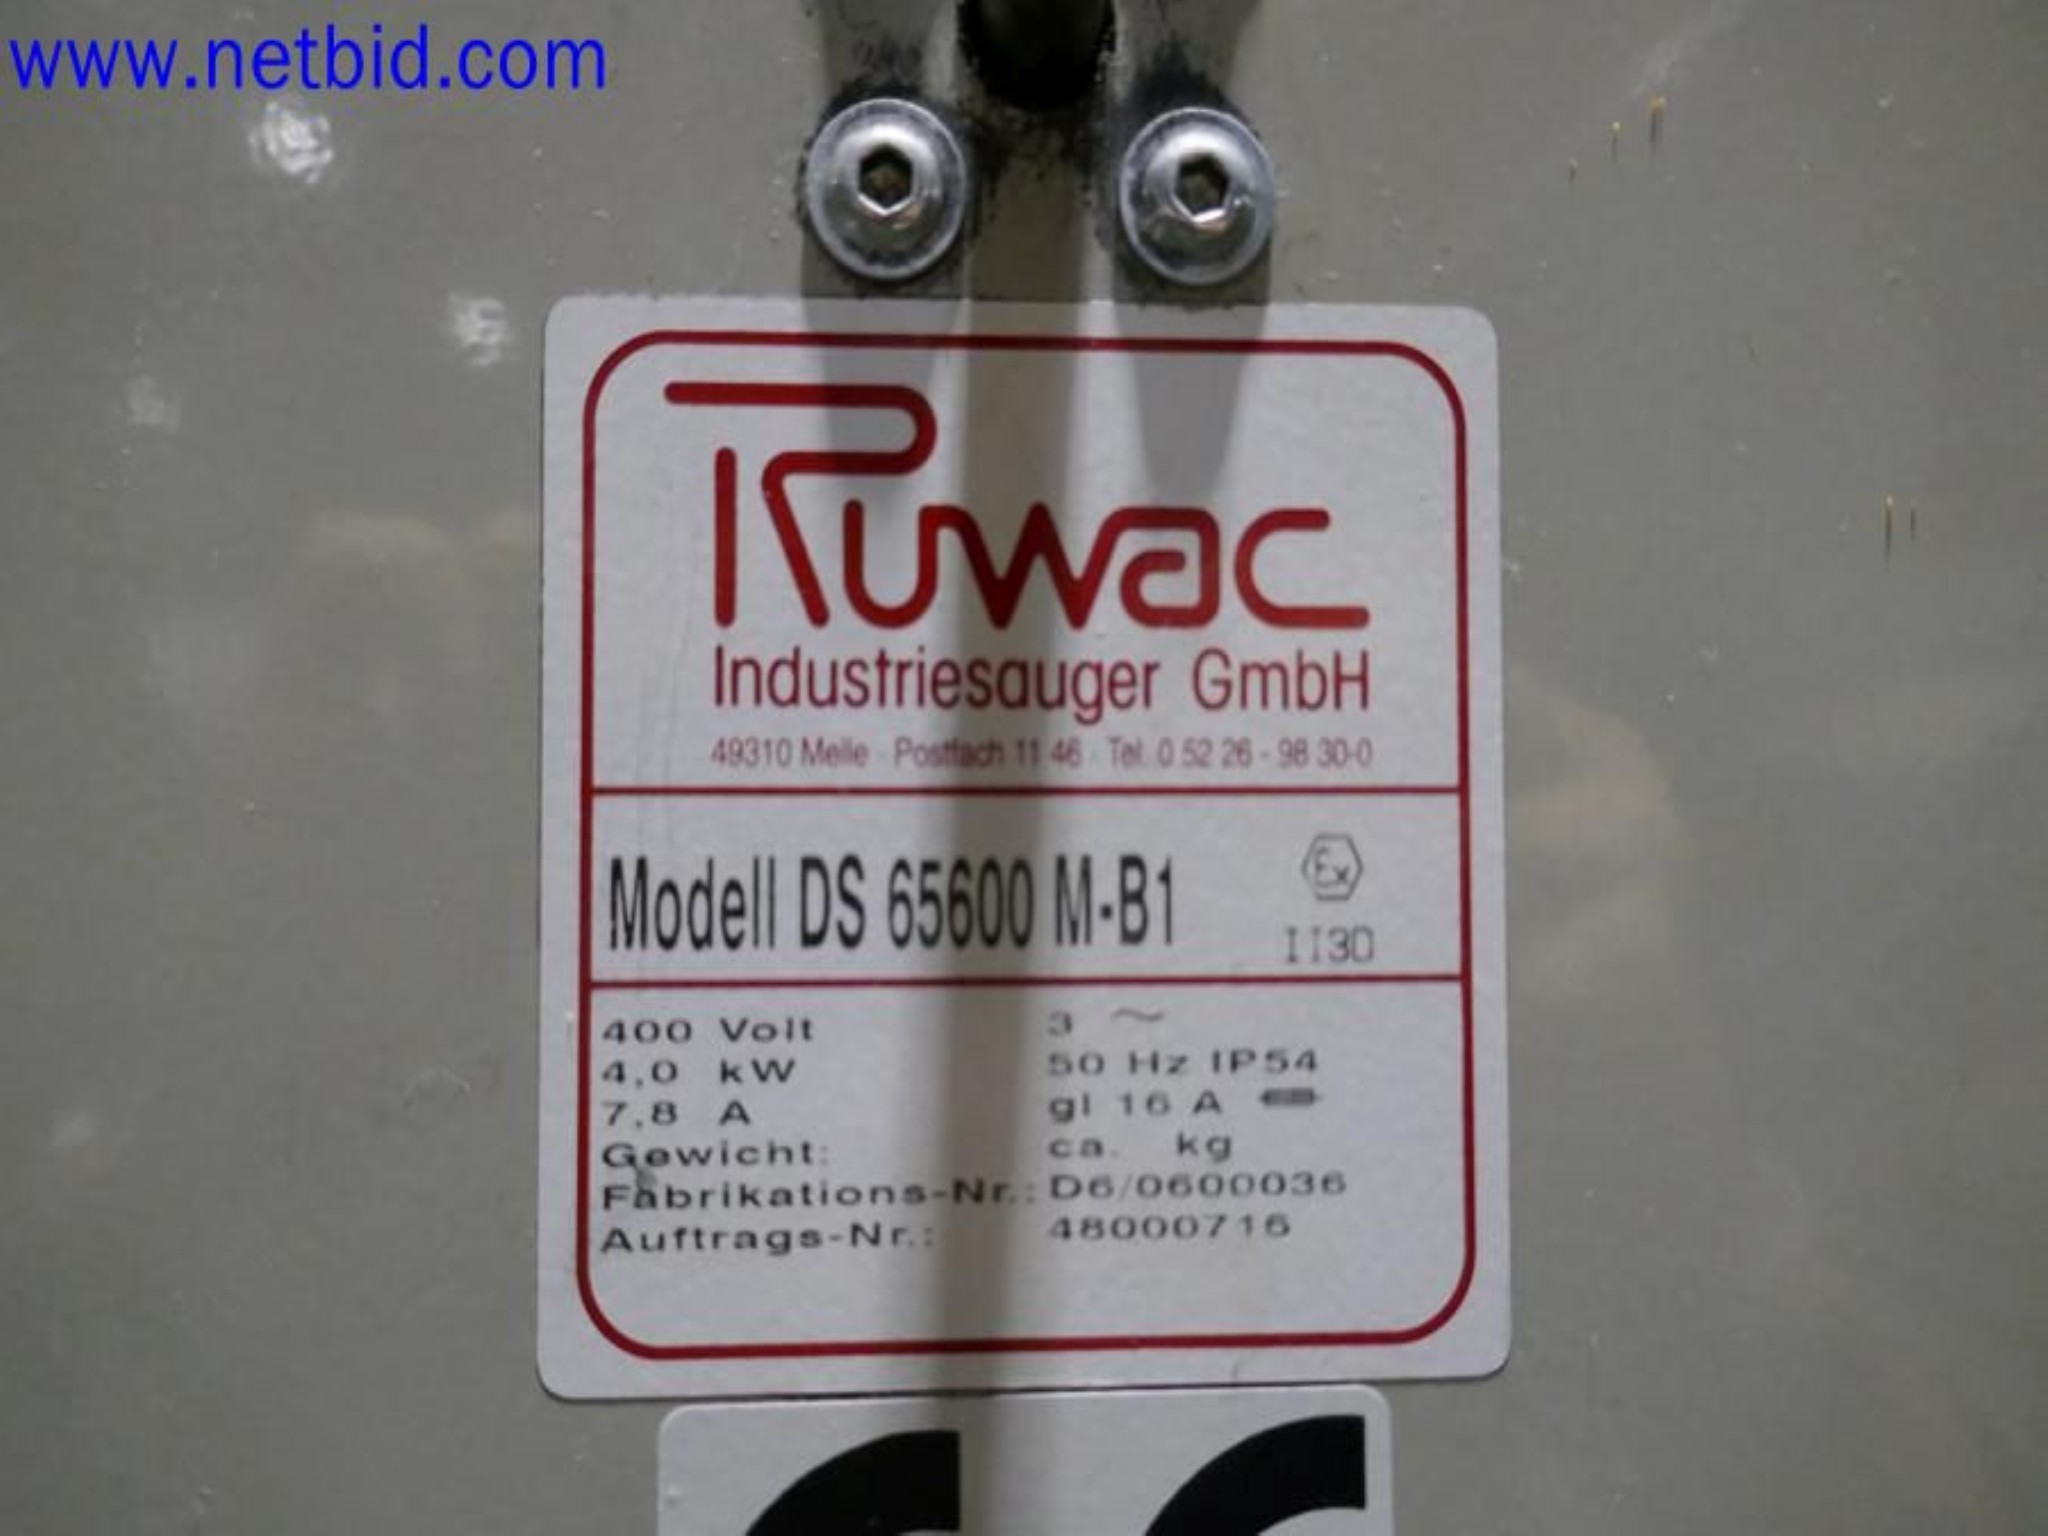 www.netbid.com
Ruwac
Industriesauger GmbH
49310 Melle · Postfach 11 46 · Tel. 0 52 26 - 98 30-0
Modell DS 65600 M-B1
Ex
II3D
400 Volt 3 ~
4,0 kW 50 Hz IP54
7,8 A gl 16 A
Gewicht: ca. kg
Fabrikations-Nr.: D6/0600036
Auftrags-Nr.: 48000716
CE